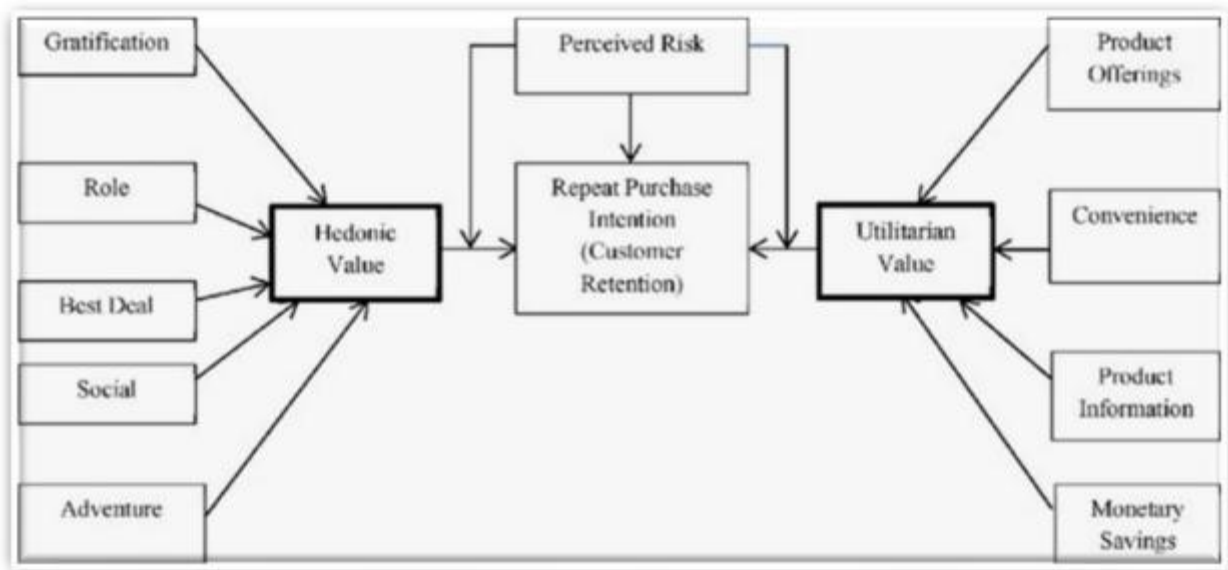 Gratification
Perceived Risk
Product
Offerings
Role
Repeat Purchase
Intention
(Customer
Retention)
Hedonic
Value
Utilitarian
Value
Convenience
Best Deal
Social
Product
Information
Adventure
Monetary
Savings